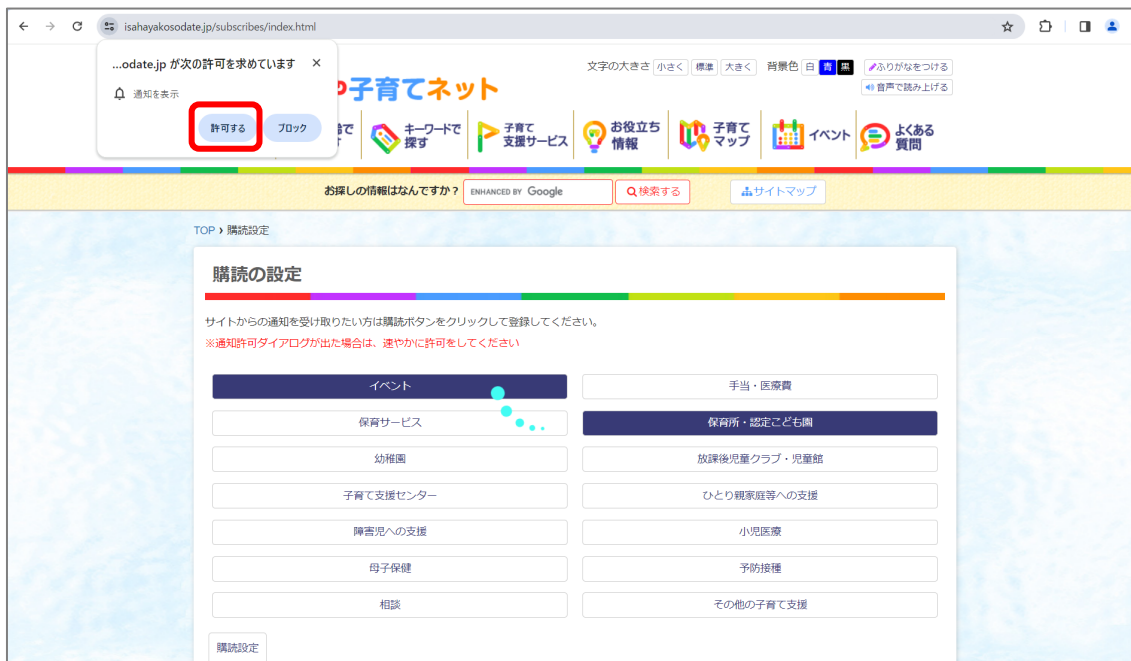 isahayakosodate.jp/subscribes/index.html
...odate.jp が次の許可を求めています ×
通知を表示
許可する ブロック
子育てネット
文字の大きさ 小さく 標準 大きく 背景色 白 青 黒 ふりがなをつける
音声で読み上げる
で
キーワードで探す
子育て支援サービス
お役立ち情報
子育てマップ
イベント
よくある質問
お探しの情報はなんですか? ENHANCED BY Google 検索する サイトマップ
TOP › 購読設定
購読の設定
サイトからの通知を受け取りたい方は購読ボタンをクリックして登録してください。
※通知許可ダイアログが出た場合は、速やかに許可をしてください
イベント 手当・医療費
保育サービス 保育所・認定こども園
幼稚園 放課後児童クラブ・児童館
子育て支援センター ひとり親家庭等への支援
障害児への支援 小児医療
母子保健 予防接種
相談 その他の子育て支援
購読設定